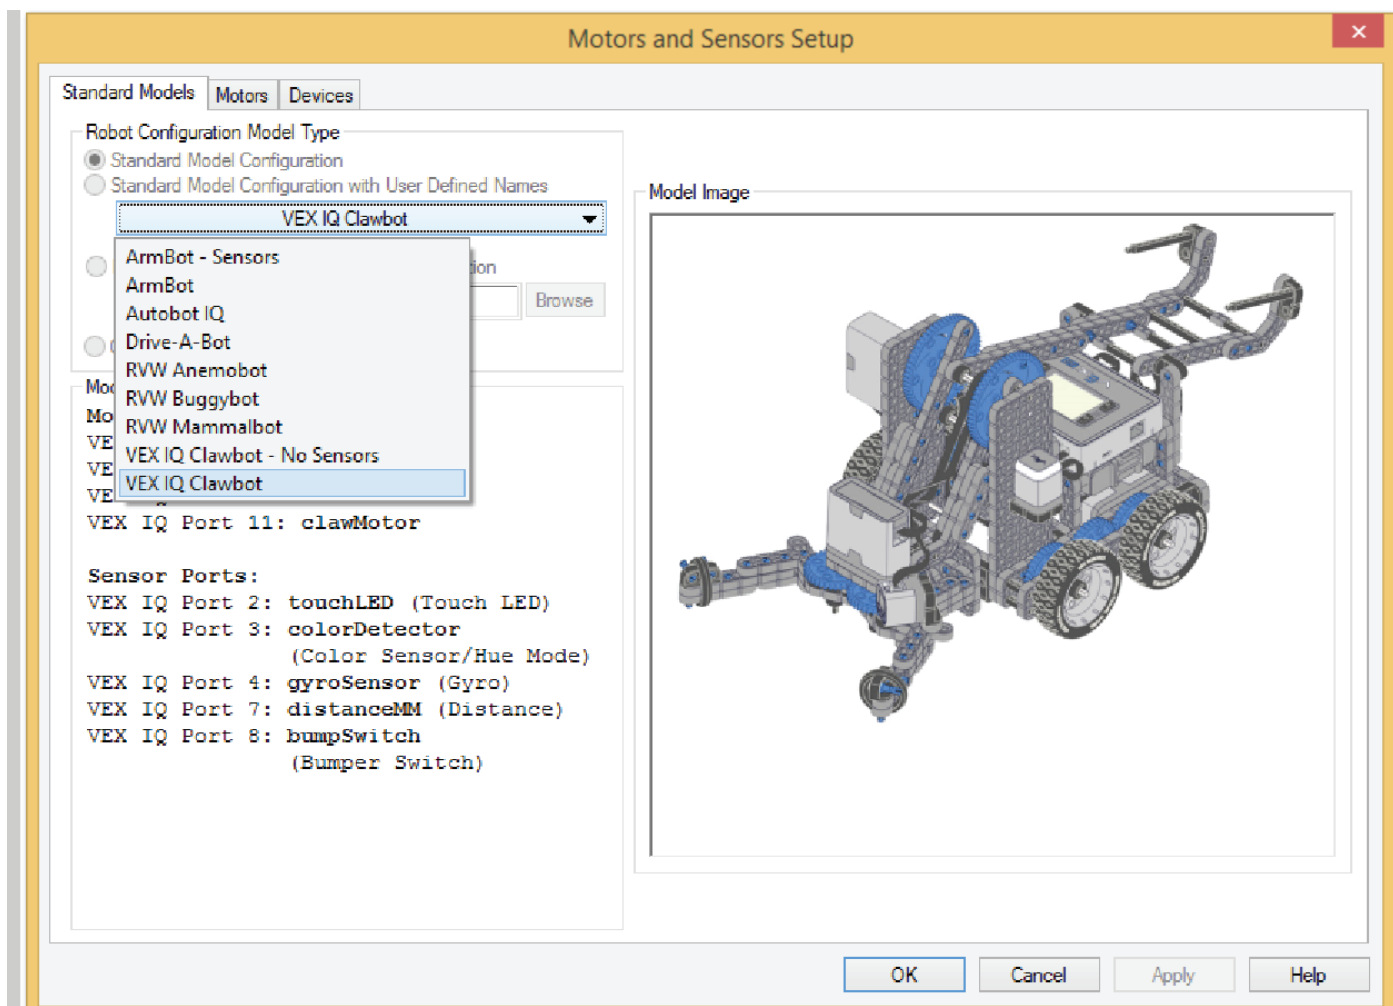 Motors and Sensors Setup
Standard Models Motors Devices
Robot Configuration Model Type
Standard Model Configuration
Standard Model Configuration with User Defined Names
VEX IQ Clawbot
ArmBot - Sensors
ArmBot
Autobot IQ
Drive-A-Bot
RVW Anemobot
RVW Buggybot
RVW Mammalbot
VEX IQ Clawbot - No Sensors
VEX IQ Clawbot
Browse
VEX IQ Port 11: clawMotor
Sensor Ports:
VEX IQ Port 2: touchLED (Touch LED)
VEX IQ Port 3: colorDetector
(Color Sensor/Hue Mode)
VEX IQ Port 4: gyroSensor (Gyro)
VEX IQ Port 7: distanceMM (Distance)
VEX IQ Port 8: bumpSwitch
(Bumper Switch)
Model Image
OK Cancel Apply Help